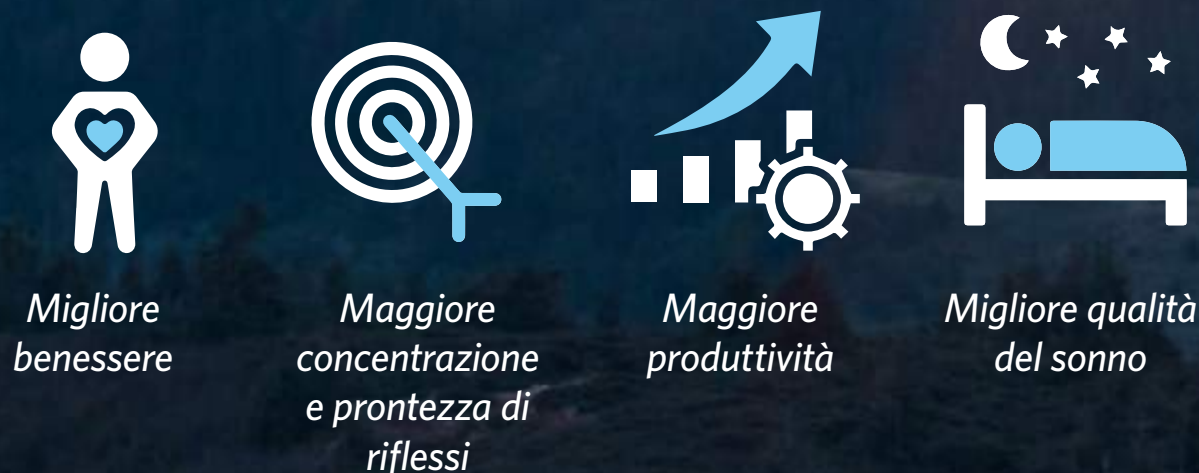 Migliore
benessere
Maggiore
concentrazione
e prontezza di
riflessi
Maggiore
produttività
Migliore qualità
del sonno